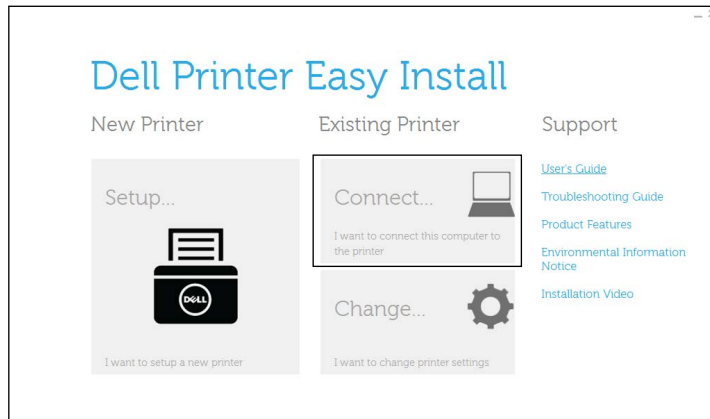 Dell Printer Easy Install
New Printer
Existing Printer
Support
Setup...
DELL
I want to setup a new printer
Connect...
I want to connect this computer to
the printer
Change...
I want to change printer settings
User's Guide
Troubleshooting Guide
Product Features
Environmental Information
Notice
Installation Video